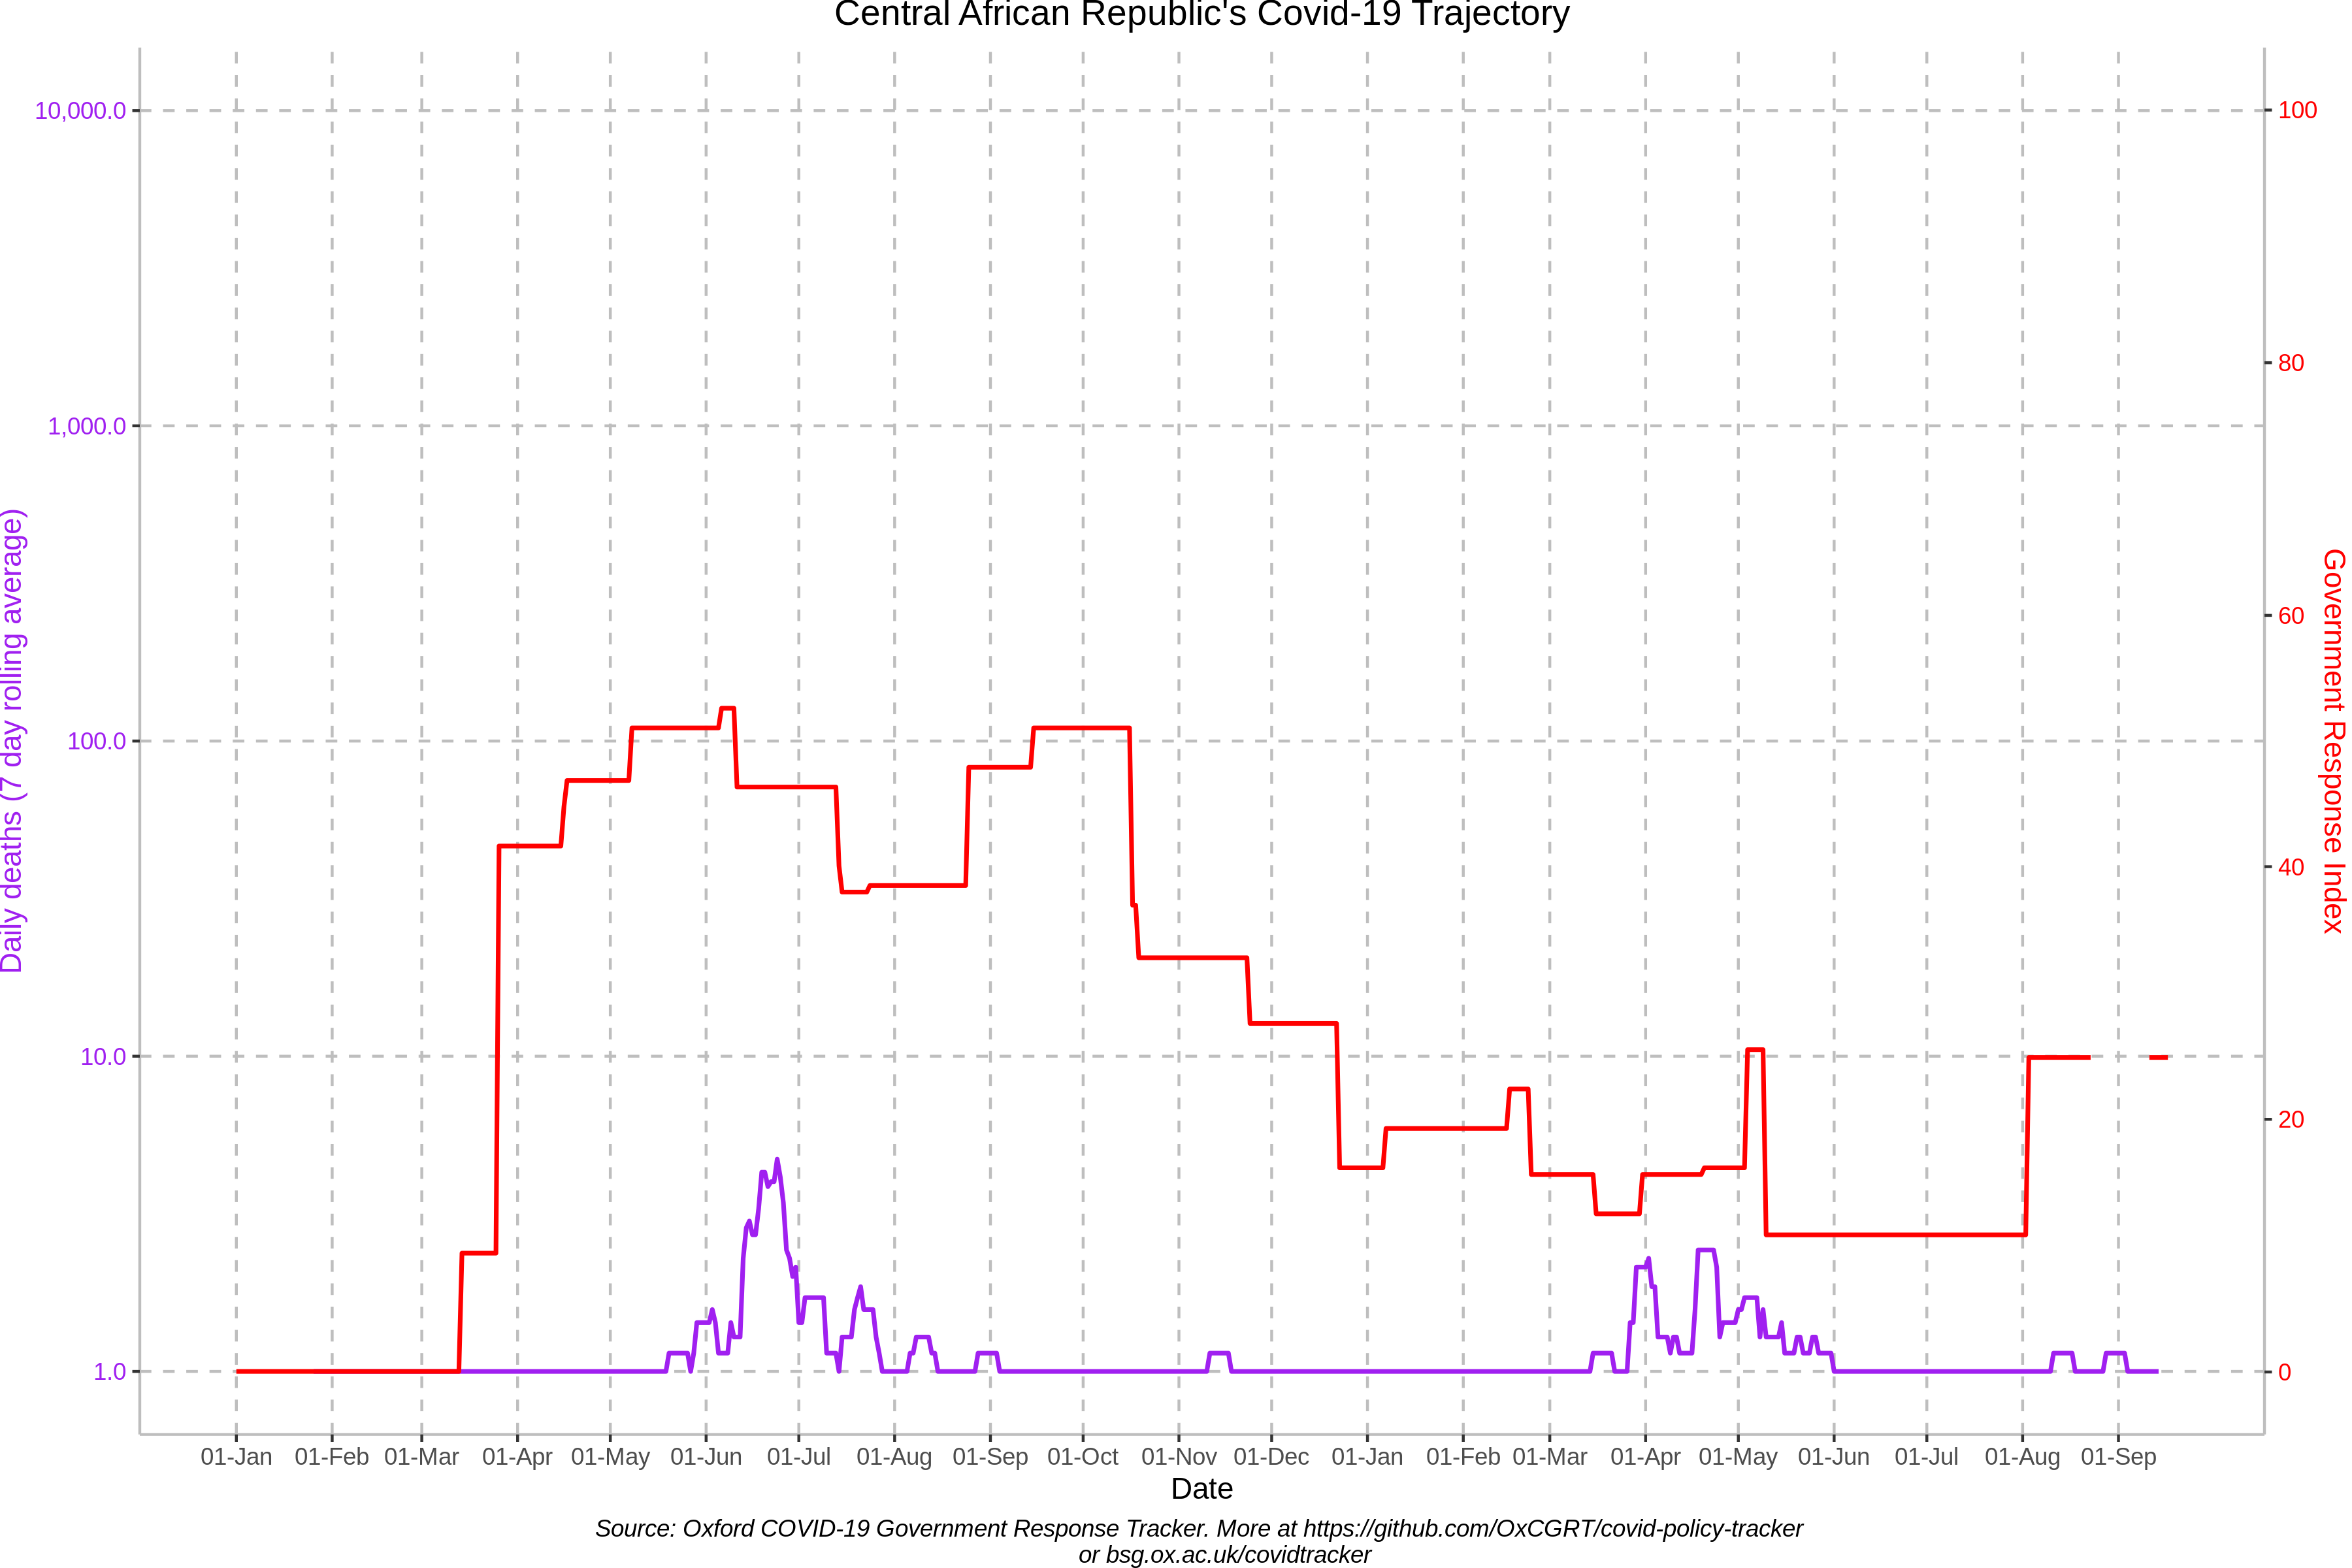 Central African Republic's Covid-19 Trajectory
10,000.0
1,000.0
100.0
10.0
1.0
Daily deaths (7 day rolling average)
100
80
60
40
20
0
Government Response Index
01-Jan 01-Feb 01-Mar 01-Apr 01-May 01-Jun 01-Jul 01-Aug 01-Sep 01-Oct 01-Nov 01-Dec 01-Jan 01-Feb 01-Mar 01-Apr 01-May 01-Jun 01-Jul 01-Aug 01-Sep
Date
Source: Oxford COVID-19 Government Response Tracker. More at https://github.com/OxCGRT/covid-policy-tracker
or bsg.ox.ac.uk/covidtracker